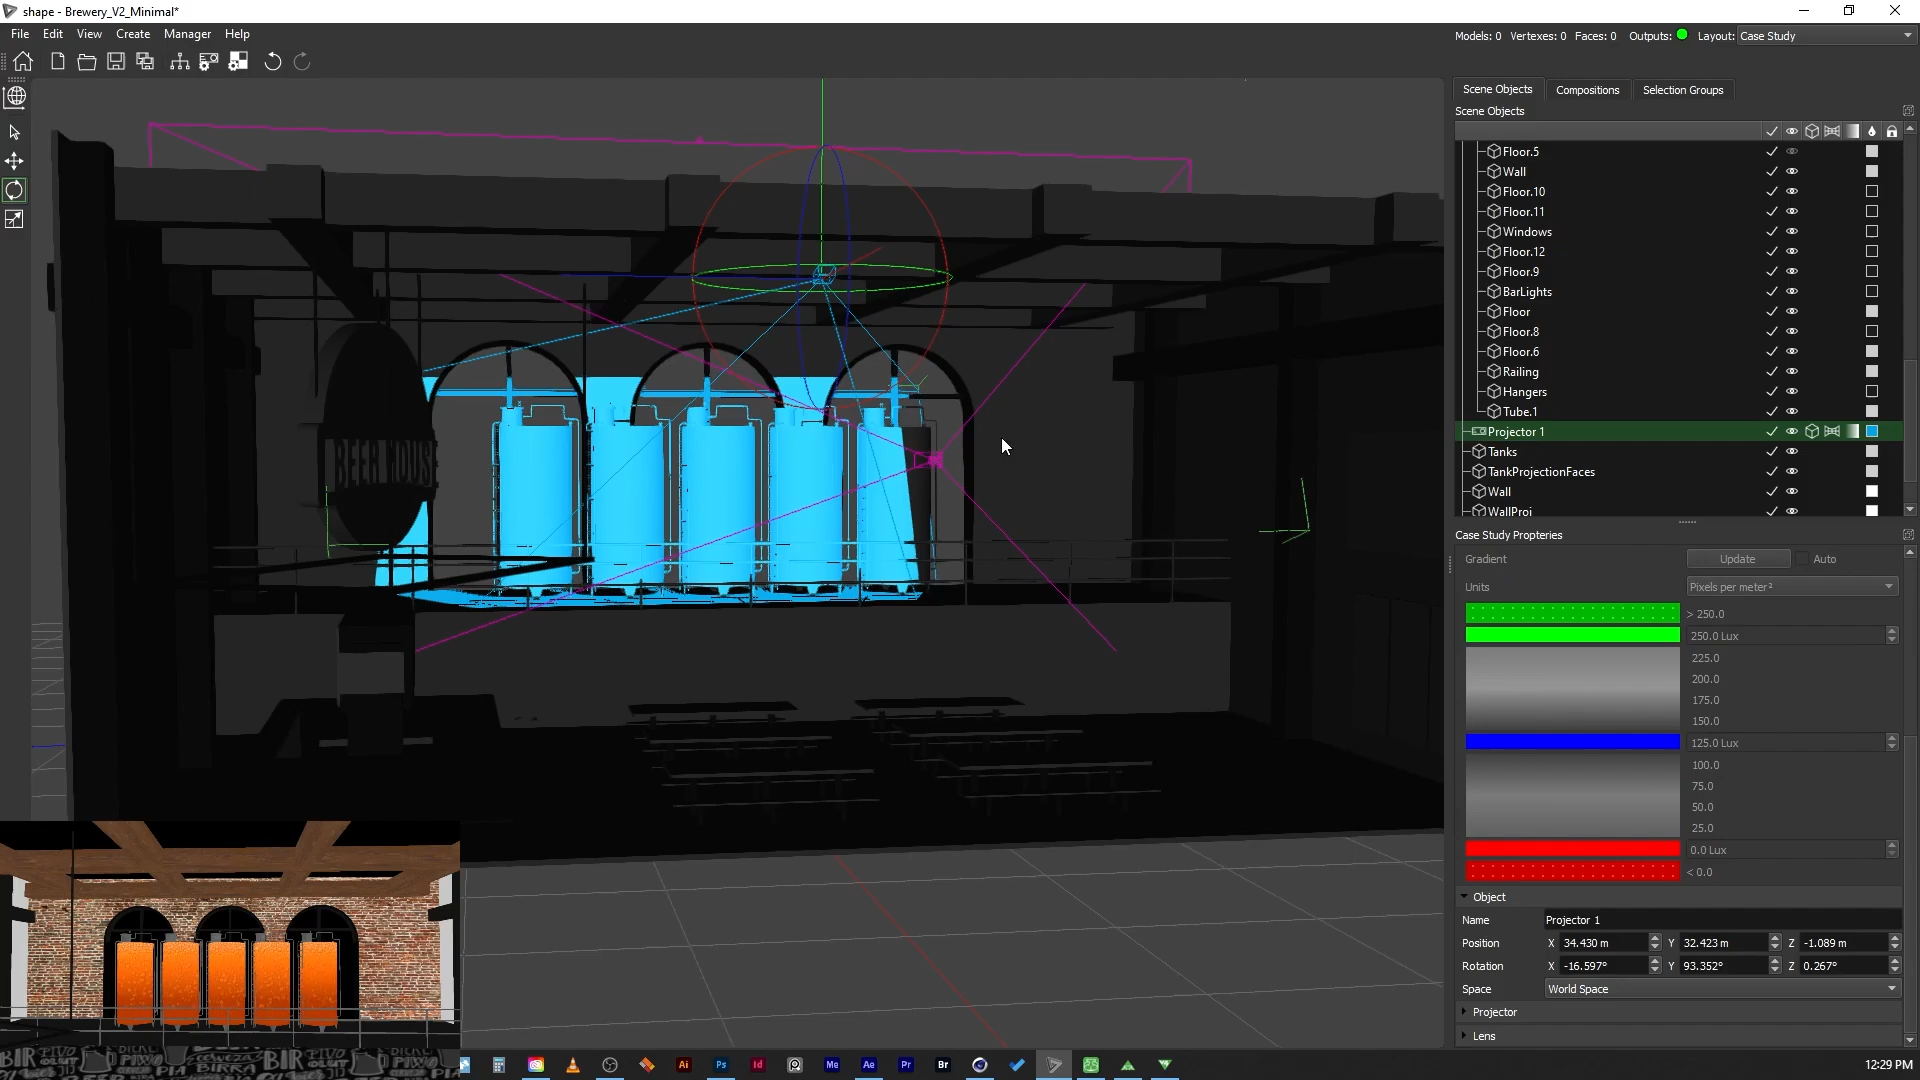 shape - Brewery_V2_Minimal*
File Edit View Create Manager Help
Models: 0 Vertexes: 0 Faces: 0 Outputs: Layout: Case Study
Scene Objects Compositions Selection Groups
Scene Objects
Floor.5
Wall
Floor.10
Floor.11
Windows
Floor.12
Floor.9
BarLights
Floor
Floor.8
Floor.6
Railing
Hangers
Tube.1
Projector 1
Tanks
TankProjectionFaces
Wall
WallProj
BEER HOUSE
Case Study Propteries
Gradient Update Auto
Units Pixels per meter²
> 250.0
250.0 Lux
225.0
200.0
175.0
150.0
125.0 Lux
100.0
75.0
50.0
25.0
0.0 Lux
< 0.0
Object
Name Projector 1
Position X 34.430 m Y 32.423 m Z -1.089 m
Rotation X -16.597° Y 93.352° Z 0.267°
Space World Space
Projector
Lens
Ai Ps Id Me Ae Pr Br
12:29 PM